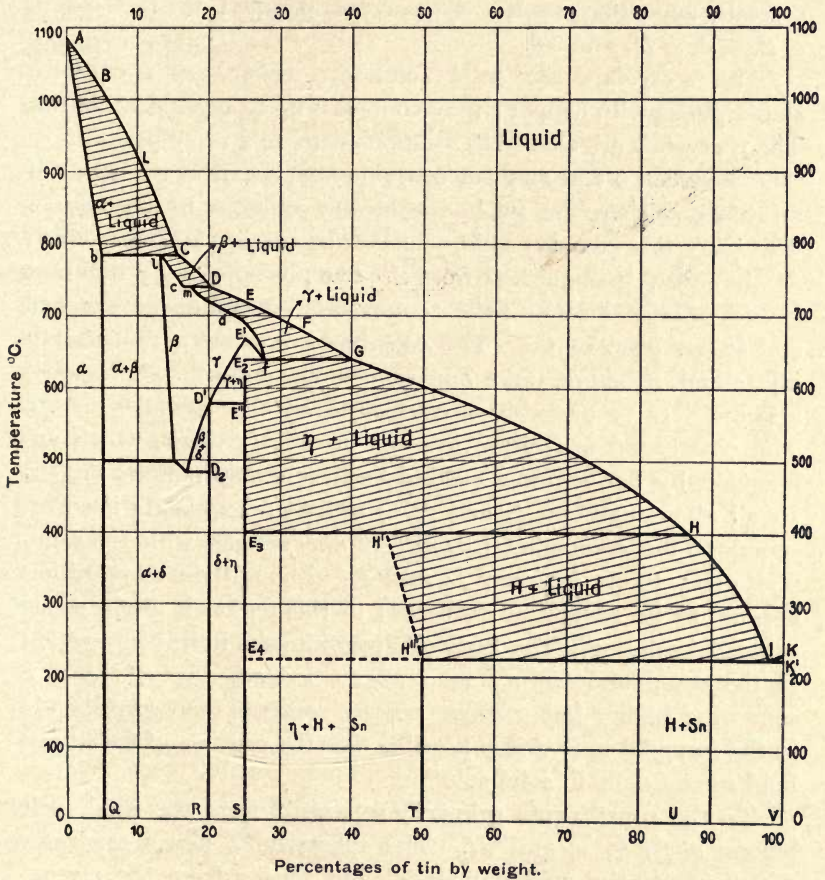 10 20 30 40 50 60 70 80 90 100
1100 A 1100
B
1000 Liquid 1000
L
900 900
α+
Liquid
800 C β+ Liquid 800
b l
D
c m E γ+Liquid
700 d F 700
E'
G
β γ E2 f
600 α α+β γ+η 600
D' E"
η + Liquid
β
δ+
500 D2 500
H
400 E3 H' 400
δ+η
α+δ H + Liquid
300 300
E4 H" I K
K'
200 200
η+H+ Sn H+Sn
100 100
0 Q R S T U V 0
0 10 20 30 40 50 60 70 80 90 100
Temperature °C.
Percentages of tin by weight.